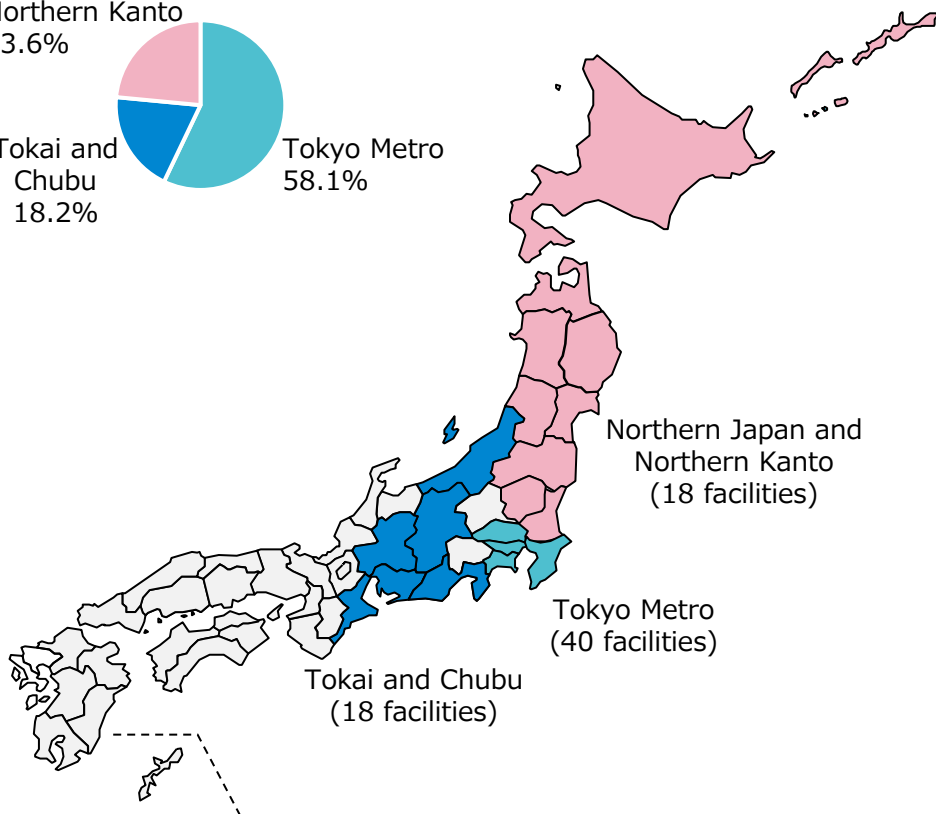 Northern Kanto
3.6%
Tokai and
Chubu
18.2%
Tokyo Metro
58.1%
Northern Japan and
Northern Kanto
(18 facilities)
Tokyo Metro
(40 facilities)
Tokai and Chubu
(18 facilities)